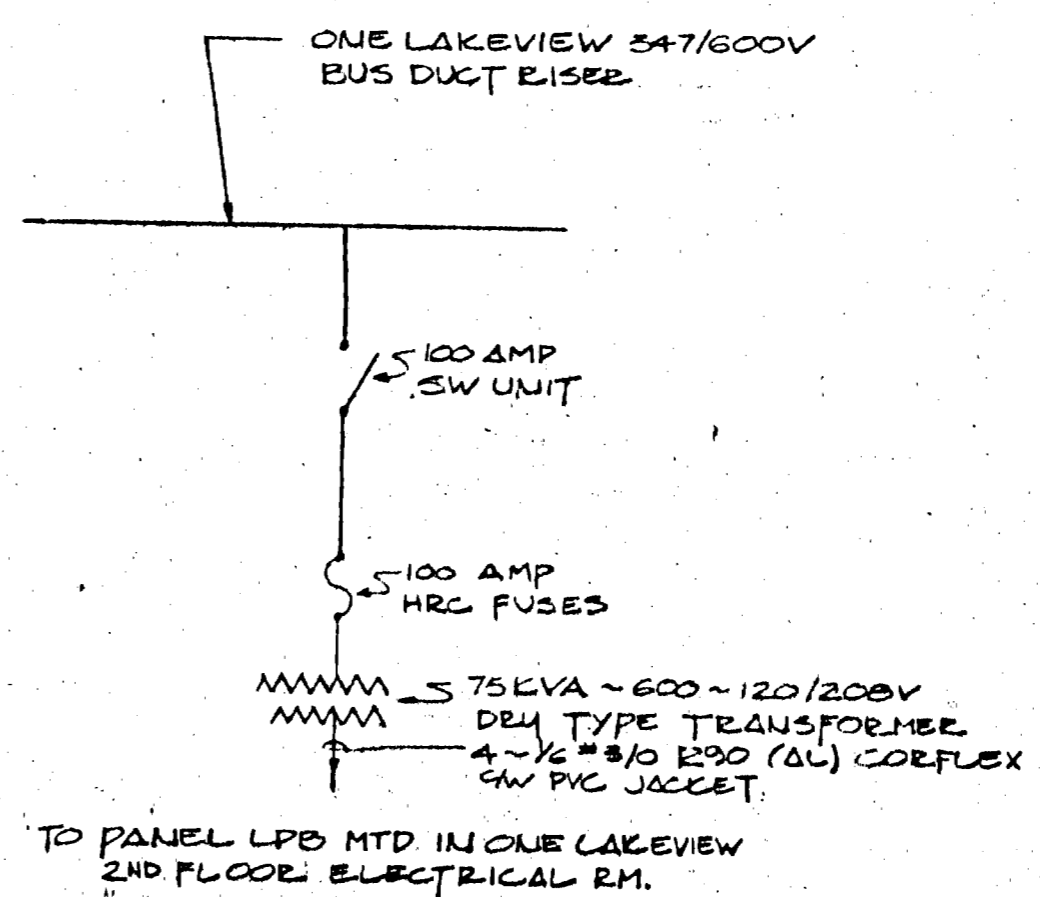 ONE LAKEVIEW 347/600V
BUS DUCT RISER
100 AMP
SW UNIT
100 AMP
HRC FUSES
75KVA ~ 600 ~ 120/208V
DRY TYPE TRANSFORMER
4 ~ 1/C #3/0 R90 (AL) CORFLEX
C/W PVC JACKET.
TO PANEL LPB MTD IN ONE LAKEVIEW
2ND FLOOR ELECTRICAL RM.